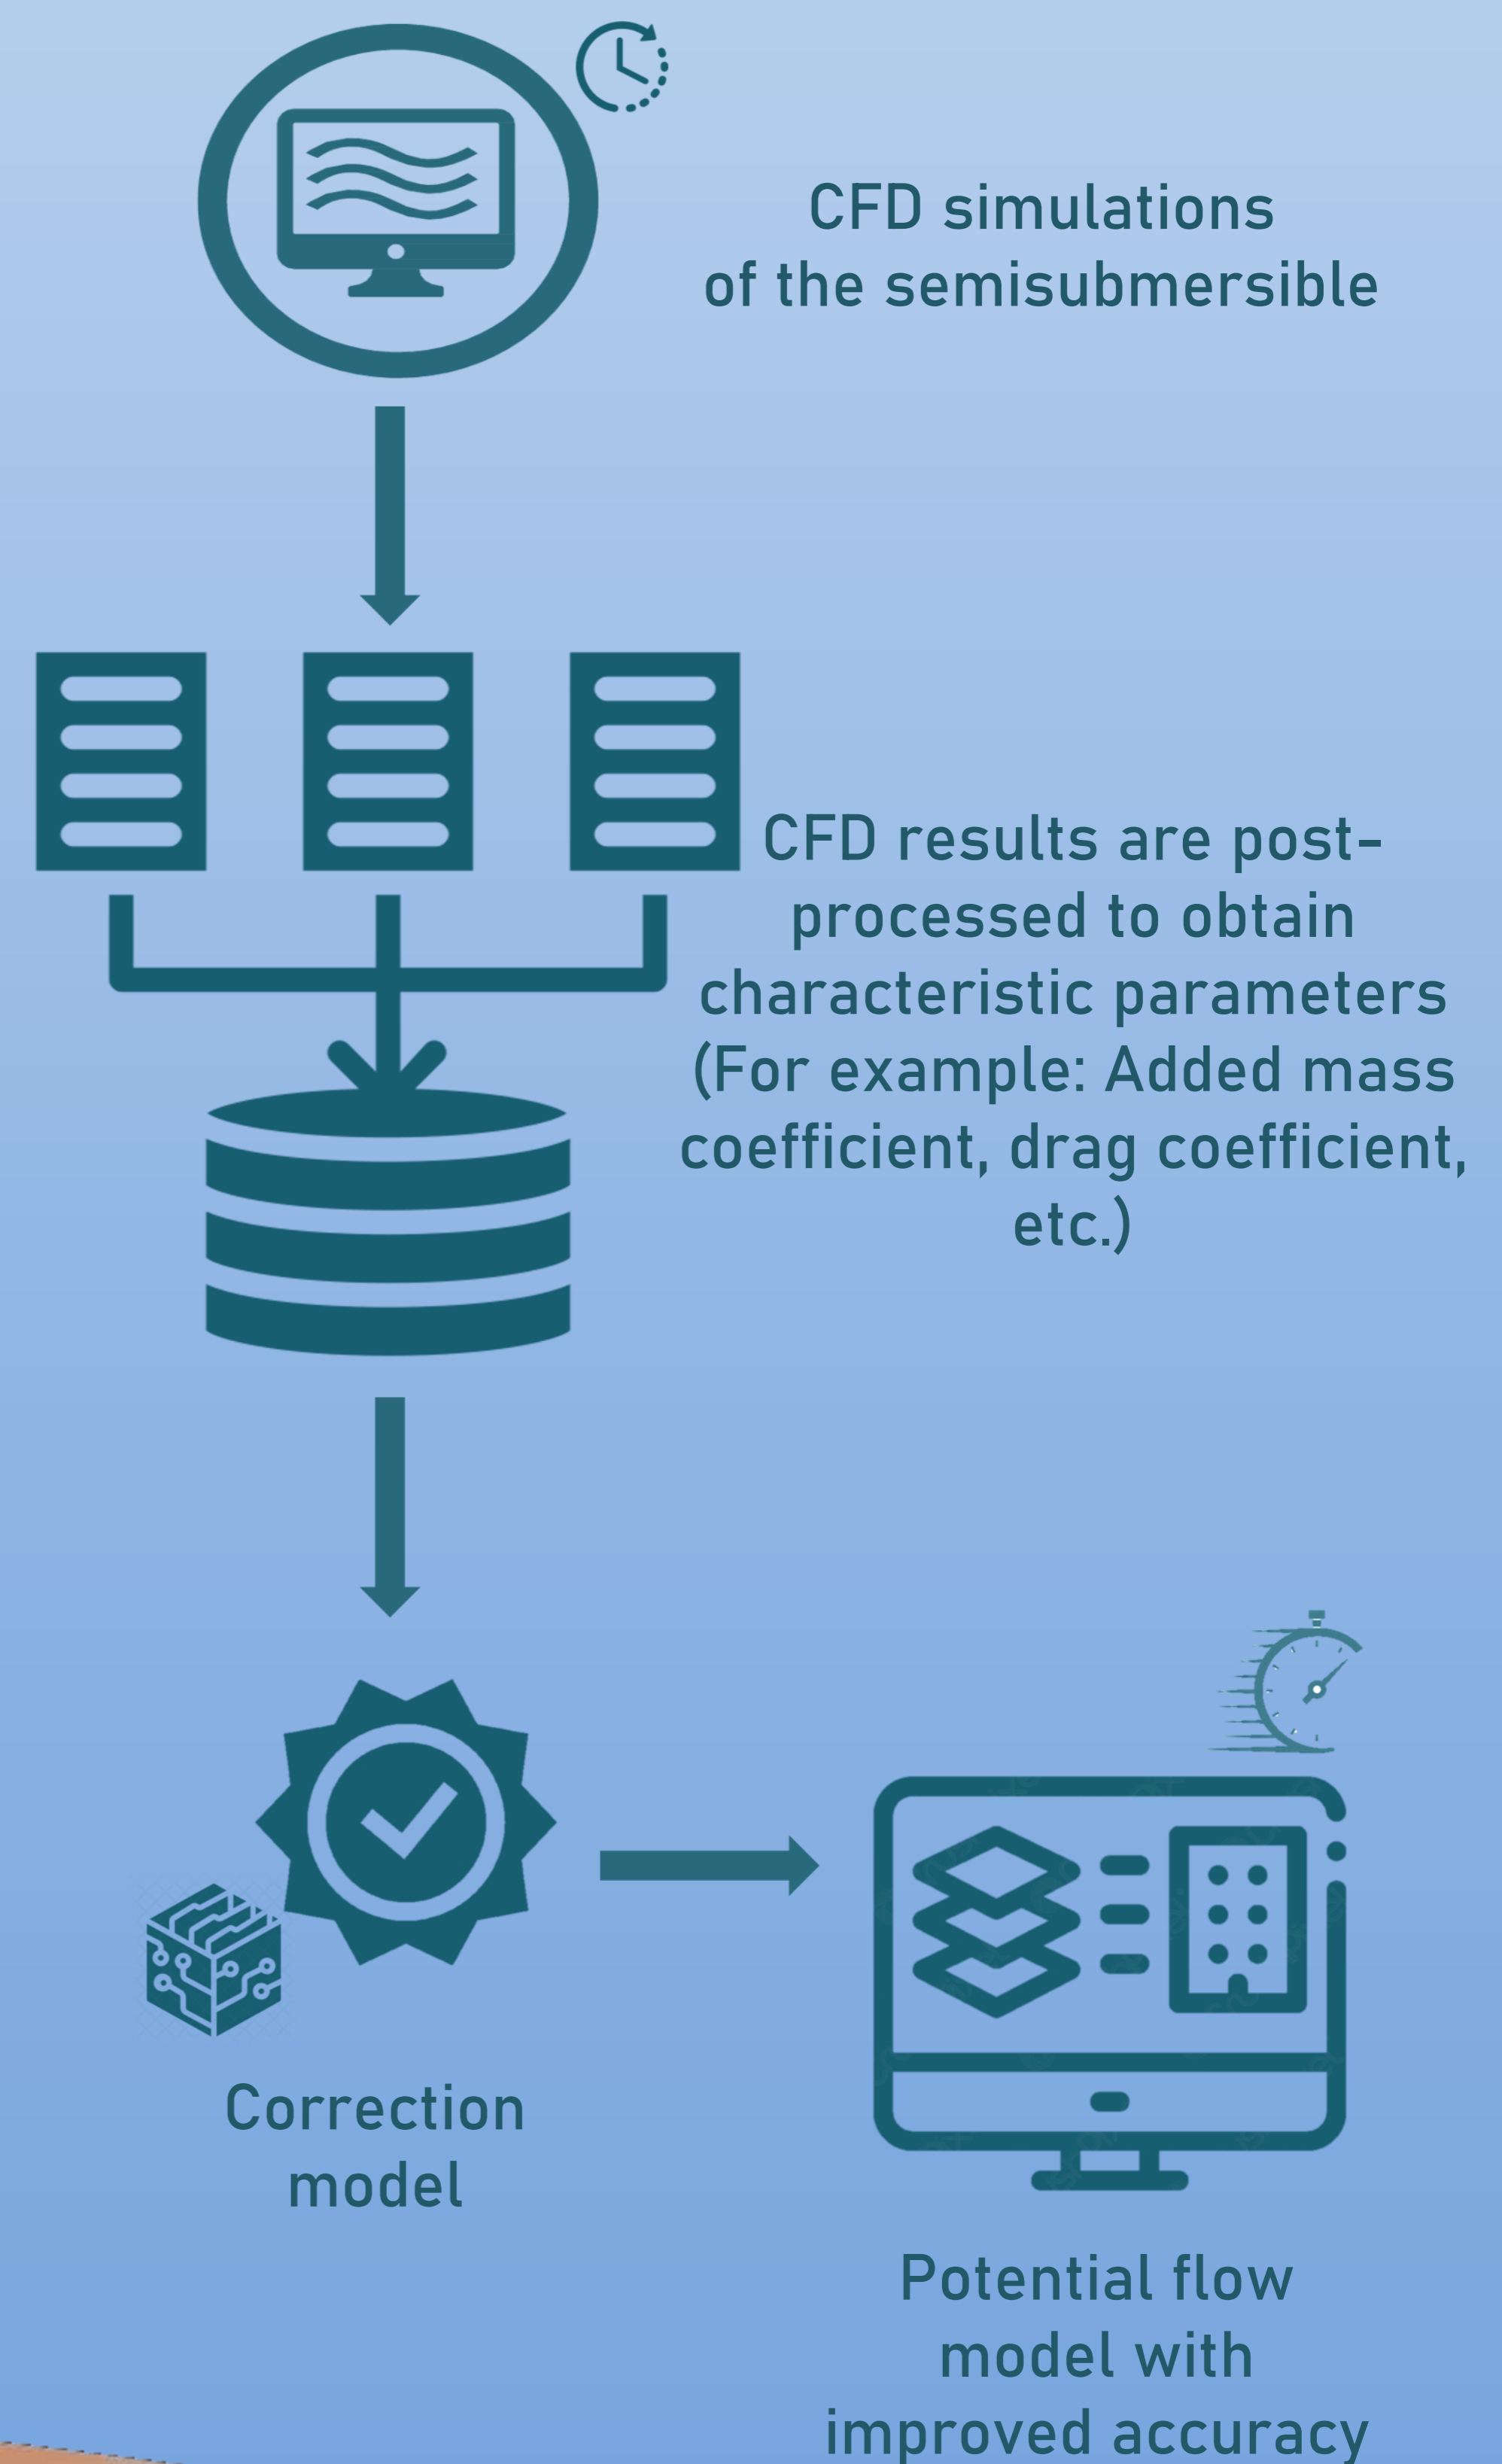 CFD simulations
of the semisubmersible
CFD results are post-
processed to obtain
characteristic parameters
(For example: Added mass
coefficient, drag coefficient,
etc.)
Correction
model
Potential flow
model with
improved accuracy